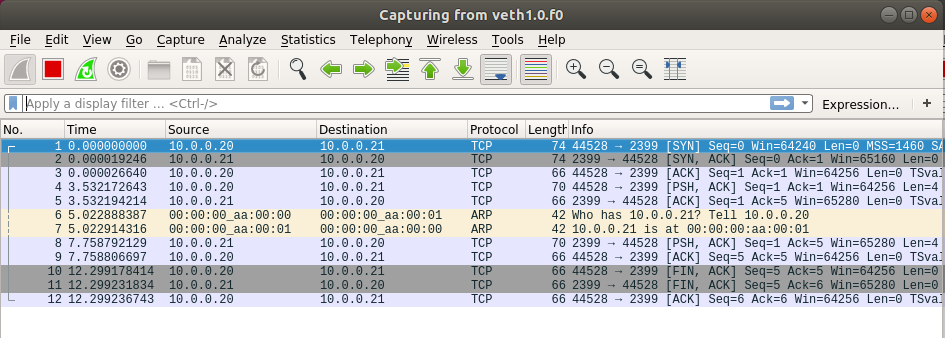 Capturing from veth1.0.f0
File Edit View Go Capture Analyze Statistics Telephony Wireless Tools Help
Apply a display filter ... <Ctrl-/> Expression... +
No. Time Source Destination Protocol Length Info
1 0.000000000 10.0.0.20 10.0.0.21 TCP 74 44528 → 2399 [SYN] Seq=0 Win=64240 Len=0 MSS=1460 SA
2 0.000019246 10.0.0.21 10.0.0.20 TCP 74 2399 → 44528 [SYN, ACK] Seq=0 Ack=1 Win=65160 Len=0
3 0.000026640 10.0.0.20 10.0.0.21 TCP 66 44528 → 2399 [ACK] Seq=1 Ack=1 Win=64256 Len=0 TSval
4 3.532172643 10.0.0.20 10.0.0.21 TCP 70 44528 → 2399 [PSH, ACK] Seq=1 Ack=1 Win=64256 Len=4
5 3.532194214 10.0.0.21 10.0.0.20 TCP 66 2399 → 44528 [ACK] Seq=1 Ack=5 Win=65280 Len=0 TSval
6 5.022888387 00:00:00_aa:00:00 00:00:00_aa:00:01 ARP 42 Who has 10.0.0.21? Tell 10.0.0.20
7 5.022914316 00:00:00_aa:00:01 00:00:00_aa:00:00 ARP 42 10.0.0.21 is at 00:00:00:aa:00:01
8 7.758792129 10.0.0.21 10.0.0.20 TCP 70 2399 → 44528 [PSH, ACK] Seq=1 Ack=5 Win=65280 Len=4
9 7.758806697 10.0.0.20 10.0.0.21 TCP 66 44528 → 2399 [ACK] Seq=5 Ack=5 Win=64256 Len=0 TSval
10 12.299178414 10.0.0.20 10.0.0.21 TCP 66 44528 → 2399 [FIN, ACK] Seq=5 Ack=5 Win=64256 Len=0
11 12.299231834 10.0.0.21 10.0.0.20 TCP 66 2399 → 44528 [FIN, ACK] Seq=5 Ack=6 Win=65280 Len=0
12 12.299236743 10.0.0.20 10.0.0.21 TCP 66 44528 → 2399 [ACK] Seq=6 Ack=6 Win=64256 Len=0 TSval